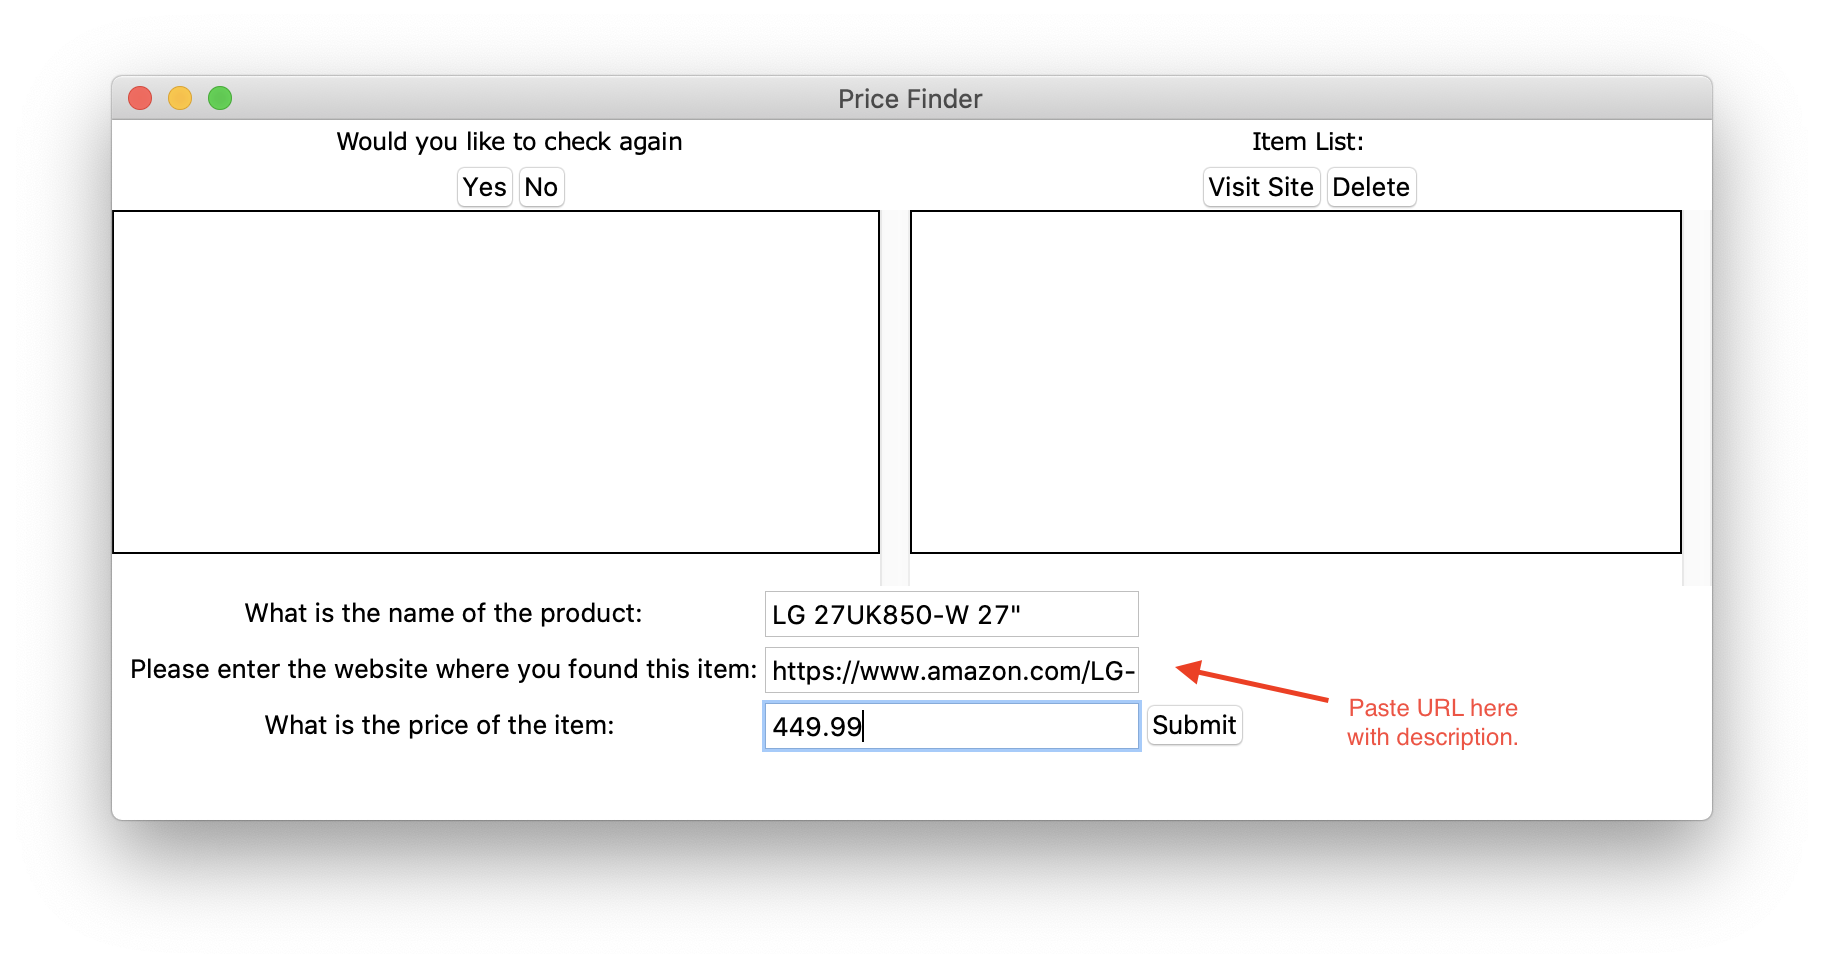 Price Finder
Would you like to check again
Yes No
Item List:
Visit Site Delete
What is the name of the product: LG 27UK850-W 27"
Please enter the website where you found this item: https://www.amazon.com/LG-
What is the price of the item: 449.99 Submit
Paste URL here
with description.